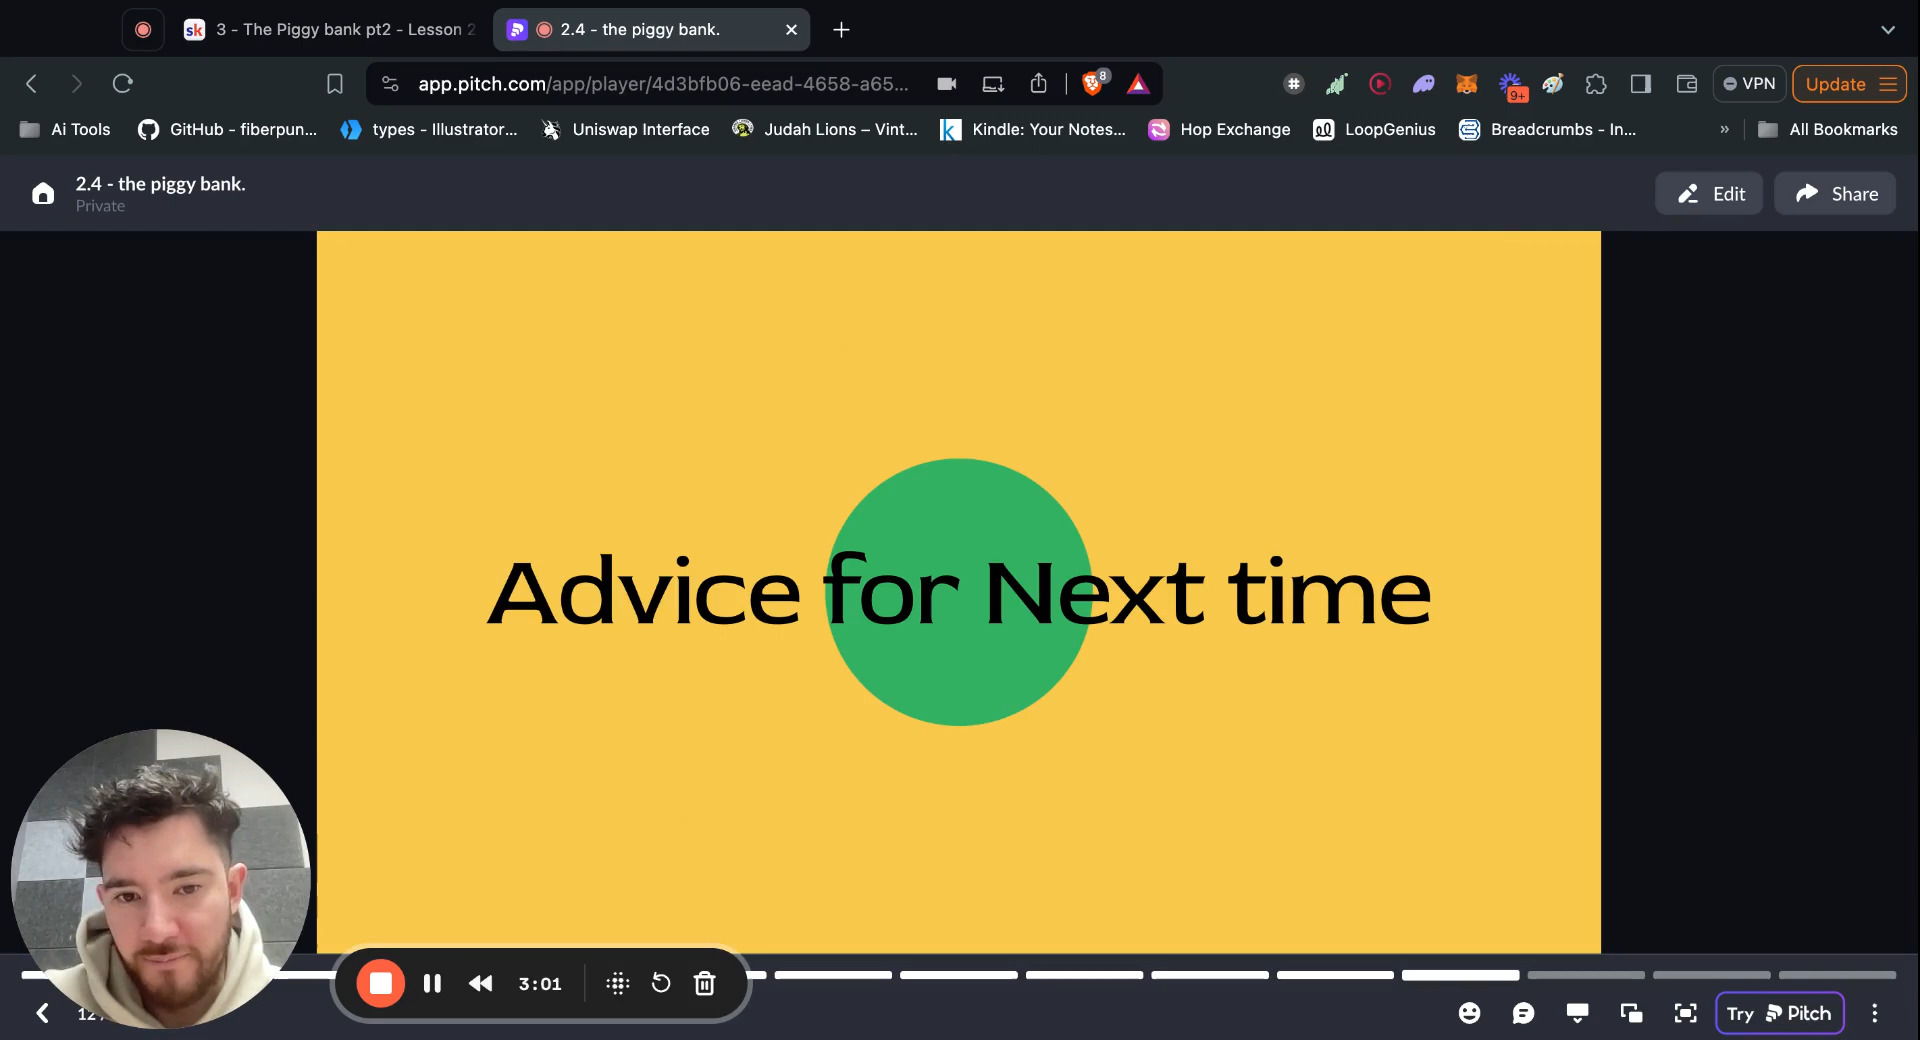 3 - The Piggy bank pt2 - Lesson 2
2.4 - the piggy bank.
app.pitch.com/app/player/4d3bfb06-eead-4658-a65...
8
9+
VPN
Update
Ai Tools
GitHub - fiberpun...
types - Illustrator...
Uniswap Interface
Judah Lions – Vint...
Kindle: Your Notes...
Hop Exchange
LoopGenius
Breadcrumbs - In...
»
All Bookmarks
2.4 - the piggy bank.
Private
Edit
Share
Advice for Next time
3:01
Try Pitch